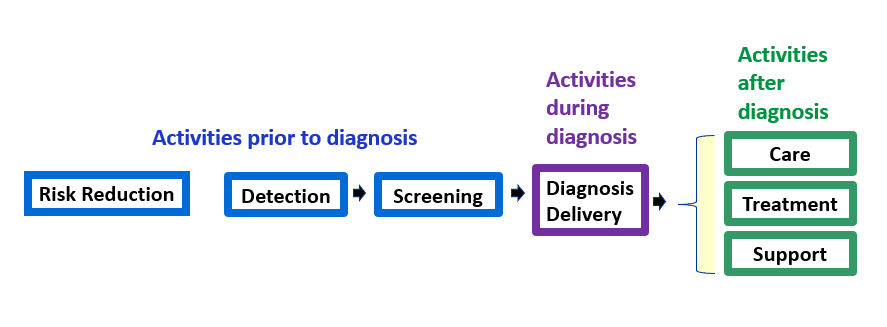 Activities prior to diagnosis
Risk Reduction
Detection
Screening
Activities
during
diagnosis
Diagnosis
Delivery
Activities
after
diagnosis
Care
Treatment
Support